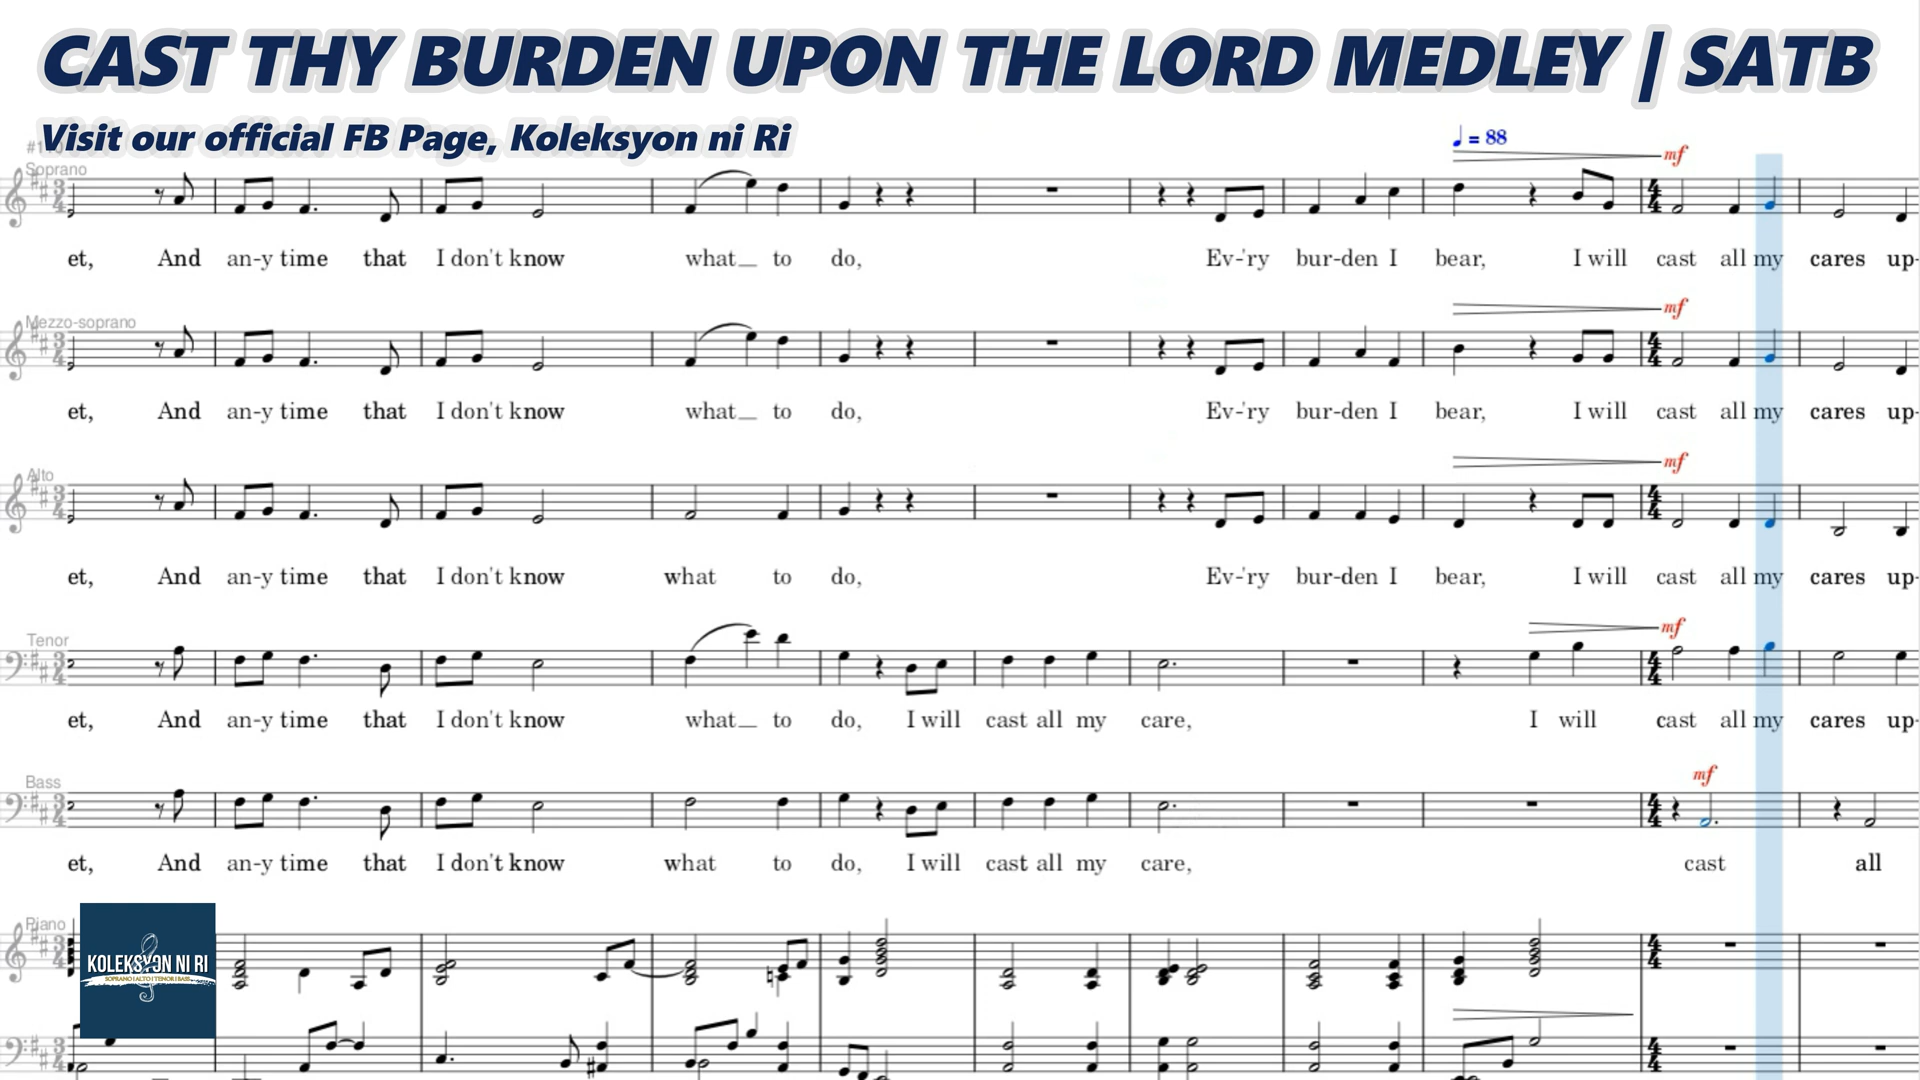 CAST THY BURDEN UPON THE LORD MEDLEY | SATB
Visit our official FB Page, Koleksyon ni Ri
♩ = 88
Soprano
mf
et, And an-y time that I don't know what_ to do, Ev-'ry bur-den I bear, I will cast all my cares up-
Mezzo-soprano
mf
et, And an-y time that I don't know what_ to do, Ev-'ry bur-den I bear, I will cast all my cares up-
Alto
mf
et, And an-y time that I don't know what to do, Ev-'ry bur-den I bear, I will cast all my cares up-
Tenor
mf
et, And an-y time that I don't know what_ to do, I will cast all my care, I will cast all my cares up-
Bass
mf
et, And an-y time that I don't know what to do, I will cast all my care, cast all
Piano
KOLEKSYON NI RI
SOPRANO | ALTO | TENOR | BASS